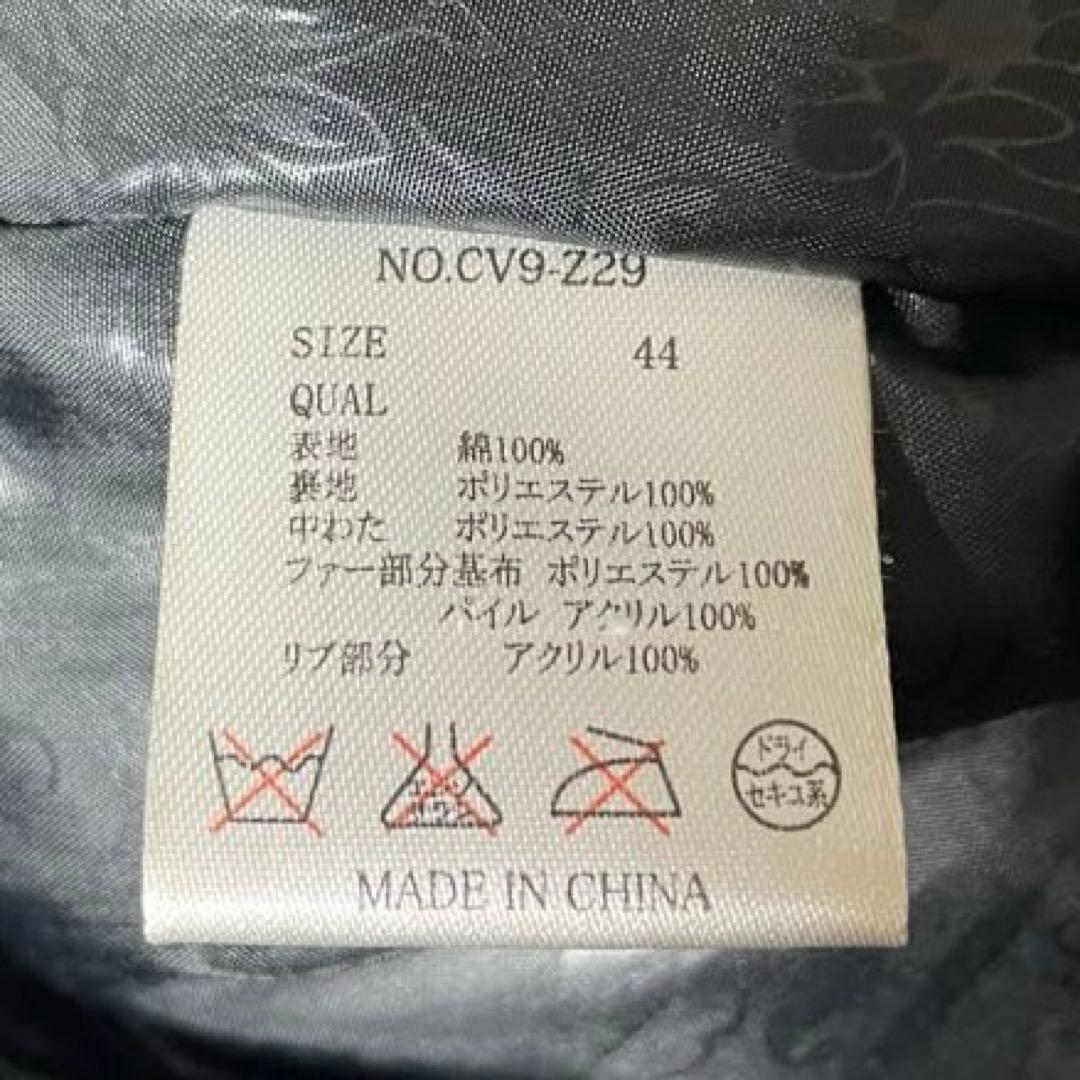 NO.CV9-Z29
SIZE 44
QUAL
表地 綿100%
裏地 ポリエステル100%
中わた ポリエステル100%
ファー部分基布 ポリエステル100%
パイル アクリル100%
リブ部分 アクリル100%
ドライ
セキユ系
MADE IN CHINA